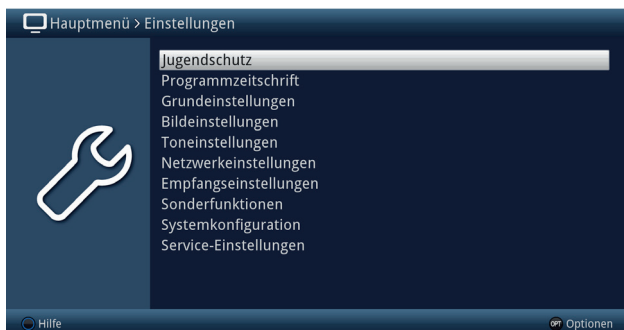 Hauptmenü > Einstellungen
Jugendschutz
Programmzeitschrift
Grundeinstellungen
Bildeinstellungen
Toneinstellungen
Netzwerkeinstellungen
Empfangseinstellungen
Sonderfunktionen
Systemkonfiguration
Service-Einstellungen
Hilfe
OPT Optionen